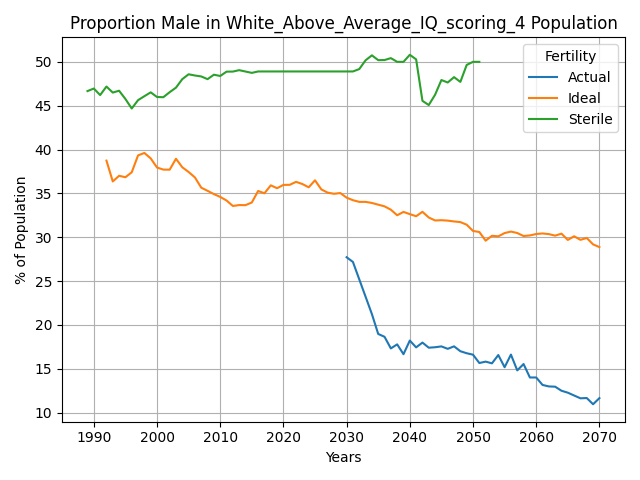 Proportion Male in White_Above_Average_IQ_scoring_4 Population
Fertility
Actual
Ideal
Sterile
% of Population
50
45
40
35
30
25
20
15
10
1990 2000 2010 2020 2030 2040 2050 2060 2070
Years